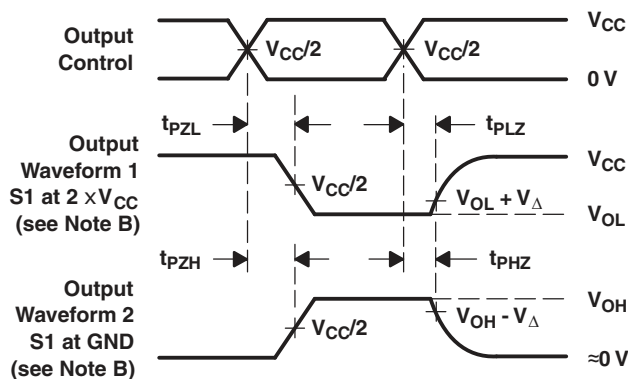 Output
Control
V_CC/2
V_CC/2
V_CC
0 V
t_PZL
t_PLZ
Output
Waveform 1
S1 at 2 × V_CC
(see Note B)
V_CC/2
V_CC
V_OL + V_Δ
V_OL
t_PZH
t_PHZ
Output
Waveform 2
S1 at GND
(see Note B)
V_CC/2
V_OH
V_OH - V_Δ
≈0 V